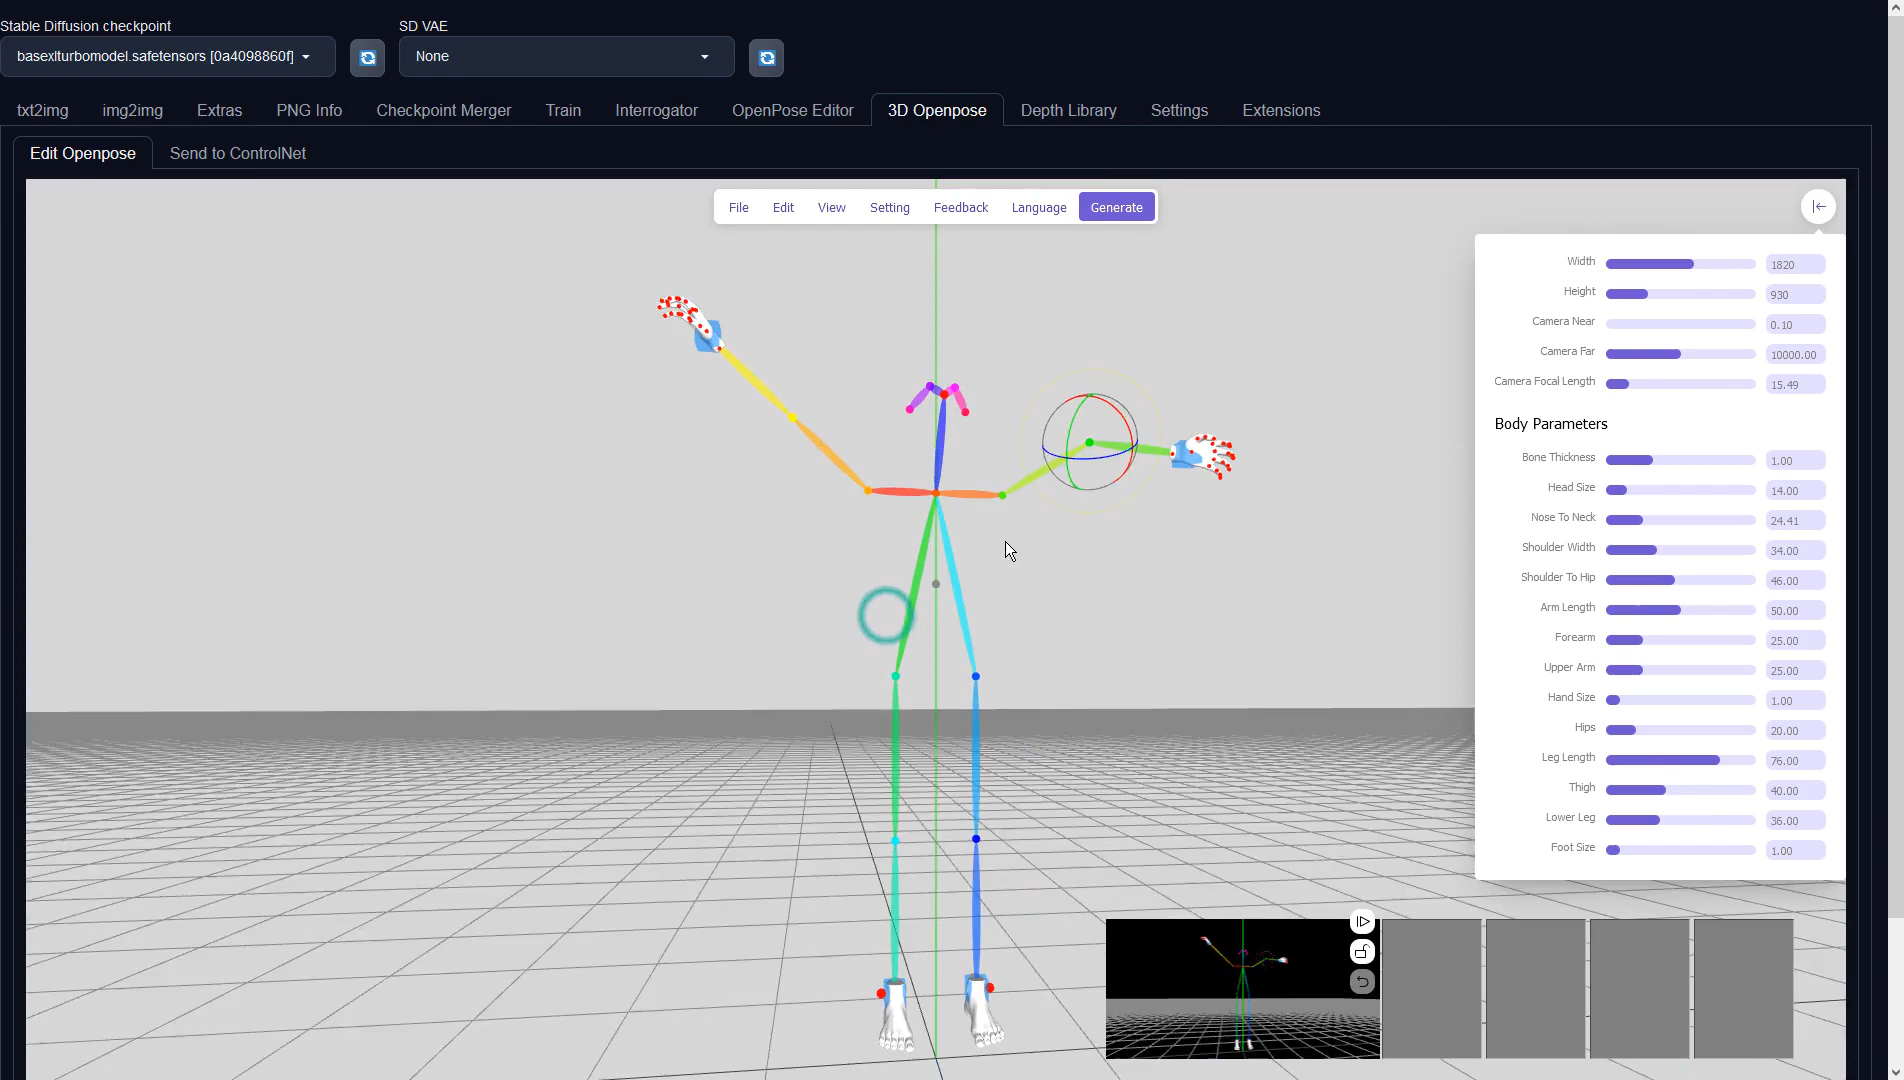 Stable Diffusion checkpoint
SD VAE
basexlturbomodel.safetensors [0a4098860f]
None
txt2img
img2img
Extras
PNG Info
Checkpoint Merger
Train
Interrogator
OpenPose Editor
3D Openpose
Depth Library
Settings
Extensions
Edit Openpose
Send to ControlNet
File
Edit
View
Setting
Feedback
Language
Generate
Width 1820
Height 930
Camera Near 0.10
Camera Far 10000.00
Camera Focal Length 15.49
Body Parameters
Bone Thickness 1.00
Head Size 14.00
Nose To Neck 24.41
Shoulder Width 34.00
Shoulder To Hip 46.00
Arm Length 50.00
Forearm 25.00
Upper Arm 25.00
Hand Size 1.00
Hips 20.00
Leg Length 76.00
Thigh 40.00
Lower Leg 36.00
Foot Size 1.00